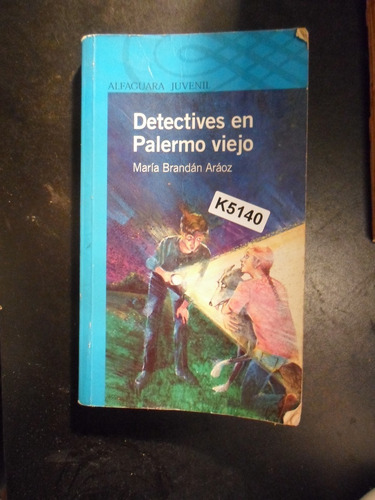 ALFAGUARA JUVENIL
Detectives en
Palermo viejo
María Brandán Aráoz
K5140